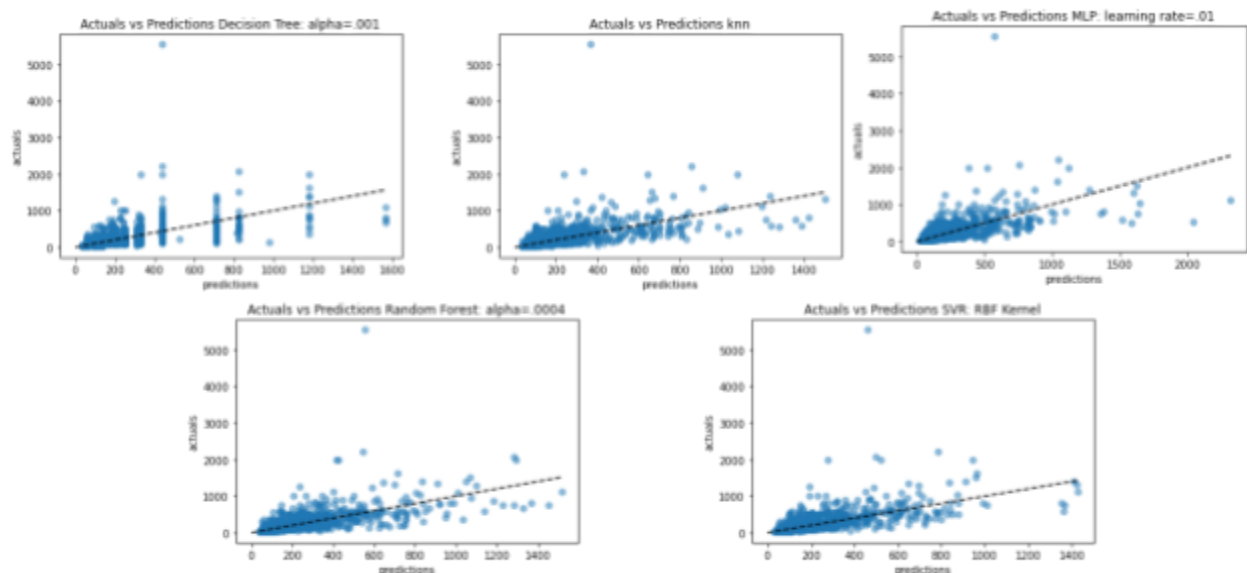 Actuals vs Predictions Decision Tree: alpha=.001
5000
4000
3000
2000
1000
0
actuals
0 200 400 600 800 1000 1200 1400 1600
predictions
Actuals vs Predictions knn
5000
4000
3000
2000
1000
0
actuals
0 200 400 600 800 1000 1200 1400
predictions
Actuals vs Predictions MLP: learning rate=.01
5000
4000
3000
2000
1000
0
actuals
0 500 1000 1500 2000
predictions
Actuals vs Predictions Random Forest: alpha=.0004
5000
4000
3000
2000
1000
0
actuals
0 200 400 600 800 1000 1200 1400
predictions
Actuals vs Predictions SVR: RBF Kernel
5000
4000
3000
2000
1000
0
actuals
0 200 400 600 800 1000 1200 1400
predictions